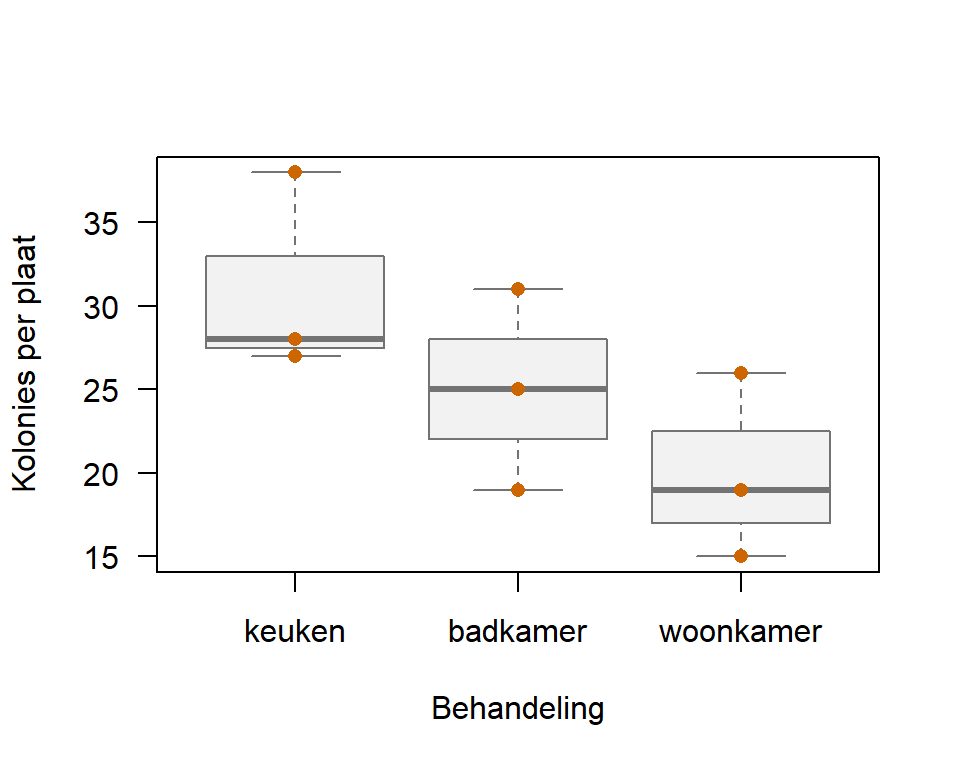 Kolonies per plaat
35
30
25
20
15
keuken
badkamer
woonkamer
Behandeling